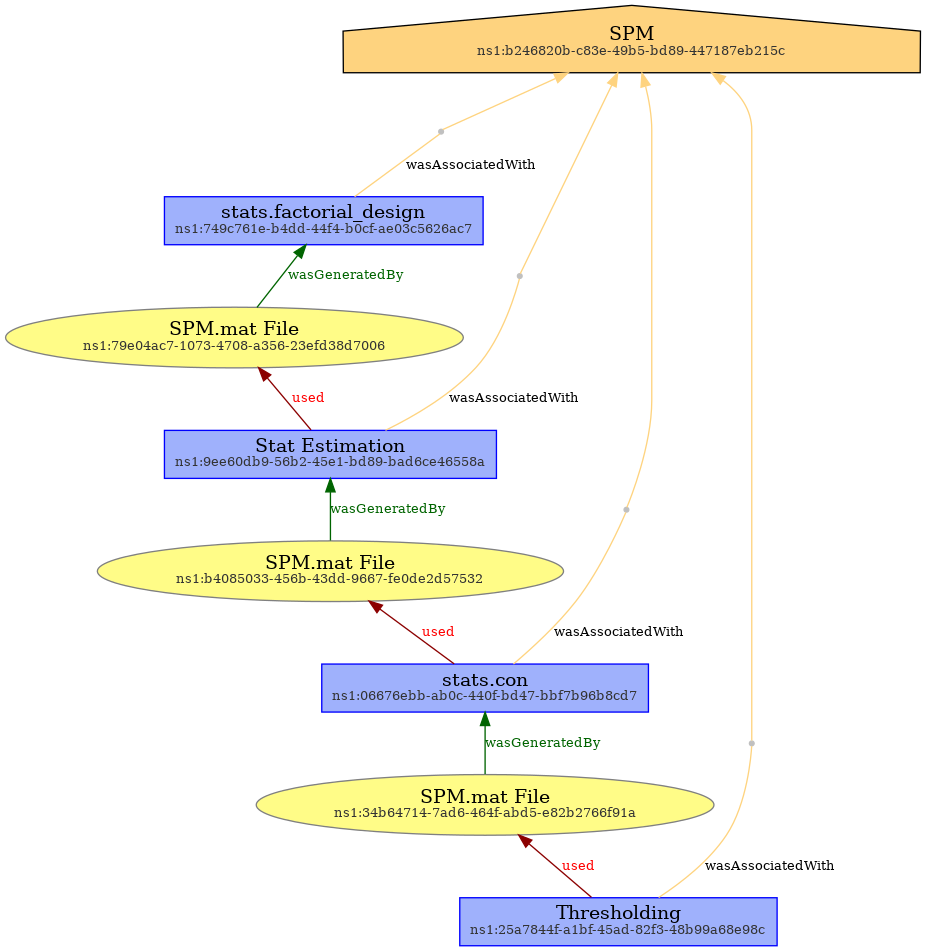 SPM
ns1:b246820b-c83e-49b5-bd89-447187eb215c
wasAssociatedWith
stats.factorial_design
ns1:749c761e-b4dd-44f4-b0cf-ae03c5626ac7
wasGeneratedBy
SPM.mat File
ns1:79e04ac7-1073-4708-a356-23efd38d7006
used
wasAssociatedWith
Stat Estimation
ns1:9ee60db9-56b2-45e1-bd89-bad6ce46558a
wasGeneratedBy
SPM.mat File
ns1:b4085033-456b-43dd-9667-fe0de2d57532
used
wasAssociatedWith
stats.con
ns1:06676ebb-ab0c-440f-bd47-bbf7b96b8cd7
wasGeneratedBy
SPM.mat File
ns1:34b64714-7ad6-464f-abd5-e82b2766f91a
used
wasAssociatedWith
Thresholding
ns1:25a7844f-a1bf-45ad-82f3-48b99a68e98c